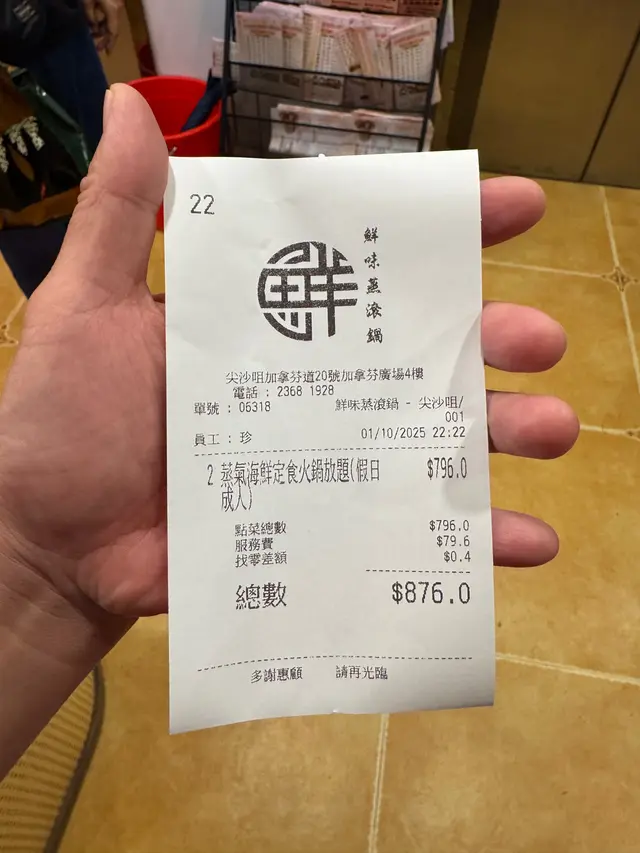 22
鮮
鮮味蒸滾鍋
尖沙咀加拿芬道20號加拿芬廣場4樓
電話 : 2368 1928
單號 : 05318 鮮味蒸滾鍋 - 尖沙咀/
001
員工 : 珍 01/10/2025 22:22
2 蒸氣海鮮定食火鍋放題(假日 $796.0
成人)
點菜總數 $796.0
服務費 $79.6
找零差額 $0.4
總數 $876.0
多謝惠顧 請再光臨